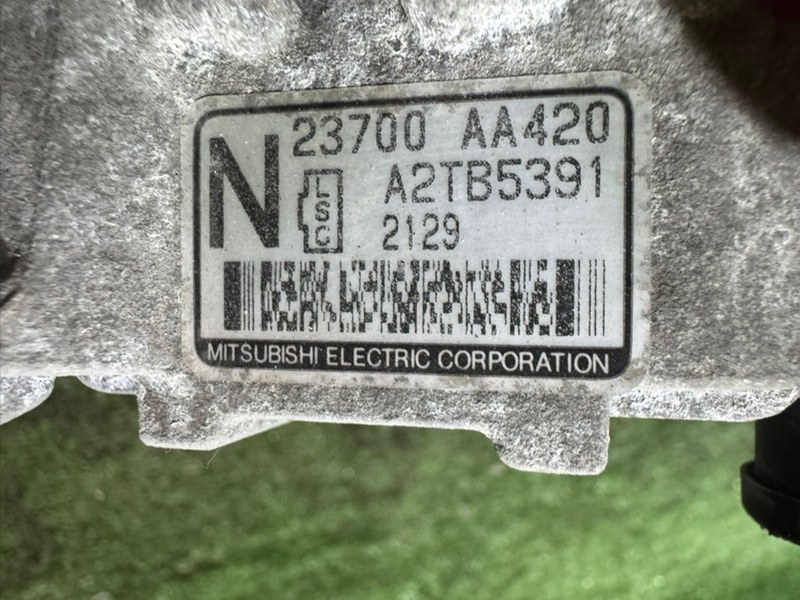 N
23700 AA420
LSC
A2TB5391
2129
MITSUBISHI ELECTRIC CORPORATION